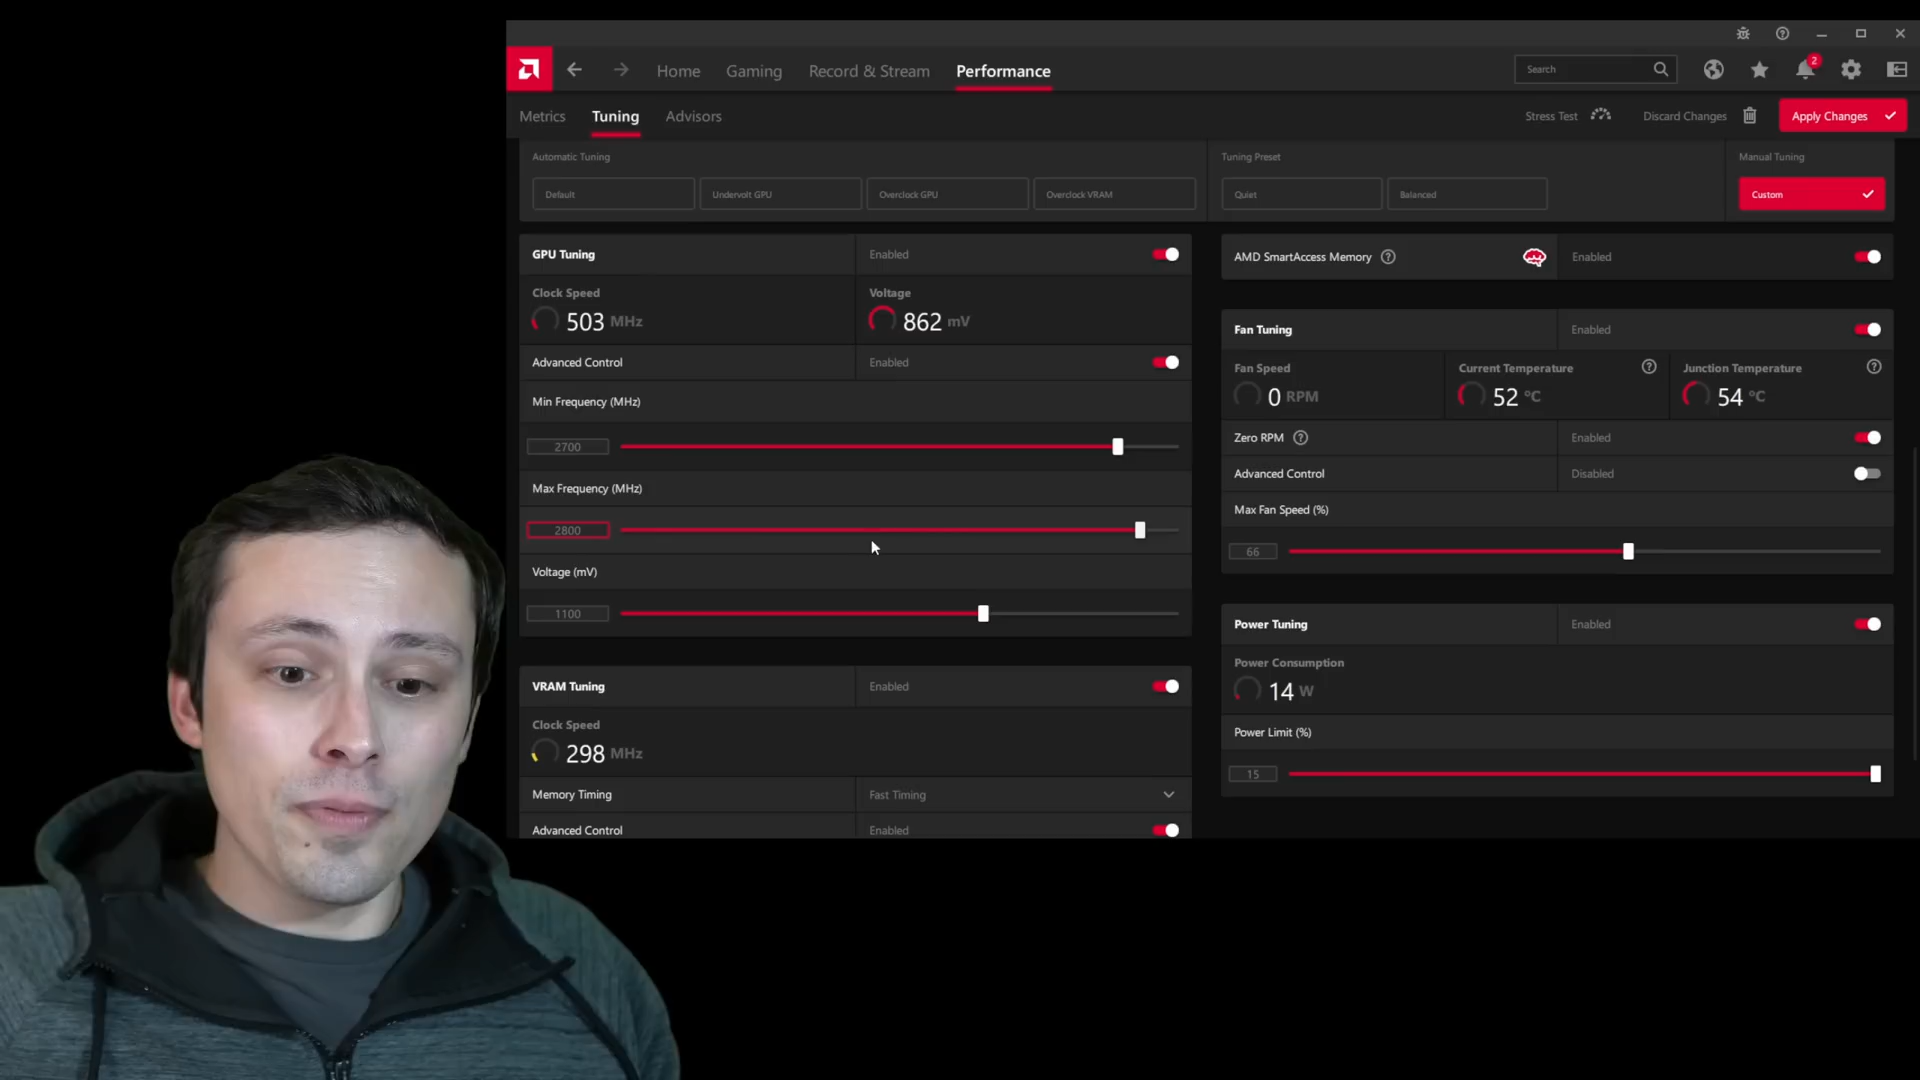 Home Gaming Record & Stream Performance Search 2
Metrics Tuning Advisors Stress Test Discard Changes Apply Changes
Automatic Tuning Tuning Preset Manual Tuning
Default Undervolt GPU Overclock GPU Overclock VRAM Quiet Balanced Custom
GPU Tuning Enabled
Clock Speed Voltage
503 MHz 862 mV
Advanced Control Enabled
Min Frequency (MHz)
2700
Max Frequency (MHz)
2800
Voltage (mV)
1100
VRAM Tuning Enabled
Clock Speed
298 MHz
Memory Timing Fast Timing
Advanced Control Enabled
AMD SmartAccess Memory ? Enabled
Fan Tuning Enabled
Fan Speed Current Temperature ? Junction Temperature ?
0 RPM 52 °C 54 °C
Zero RPM ? Enabled
Advanced Control Disabled
Max Fan Speed (%)
66
Power Tuning Enabled
Power Consumption
14 W
Power Limit (%)
15